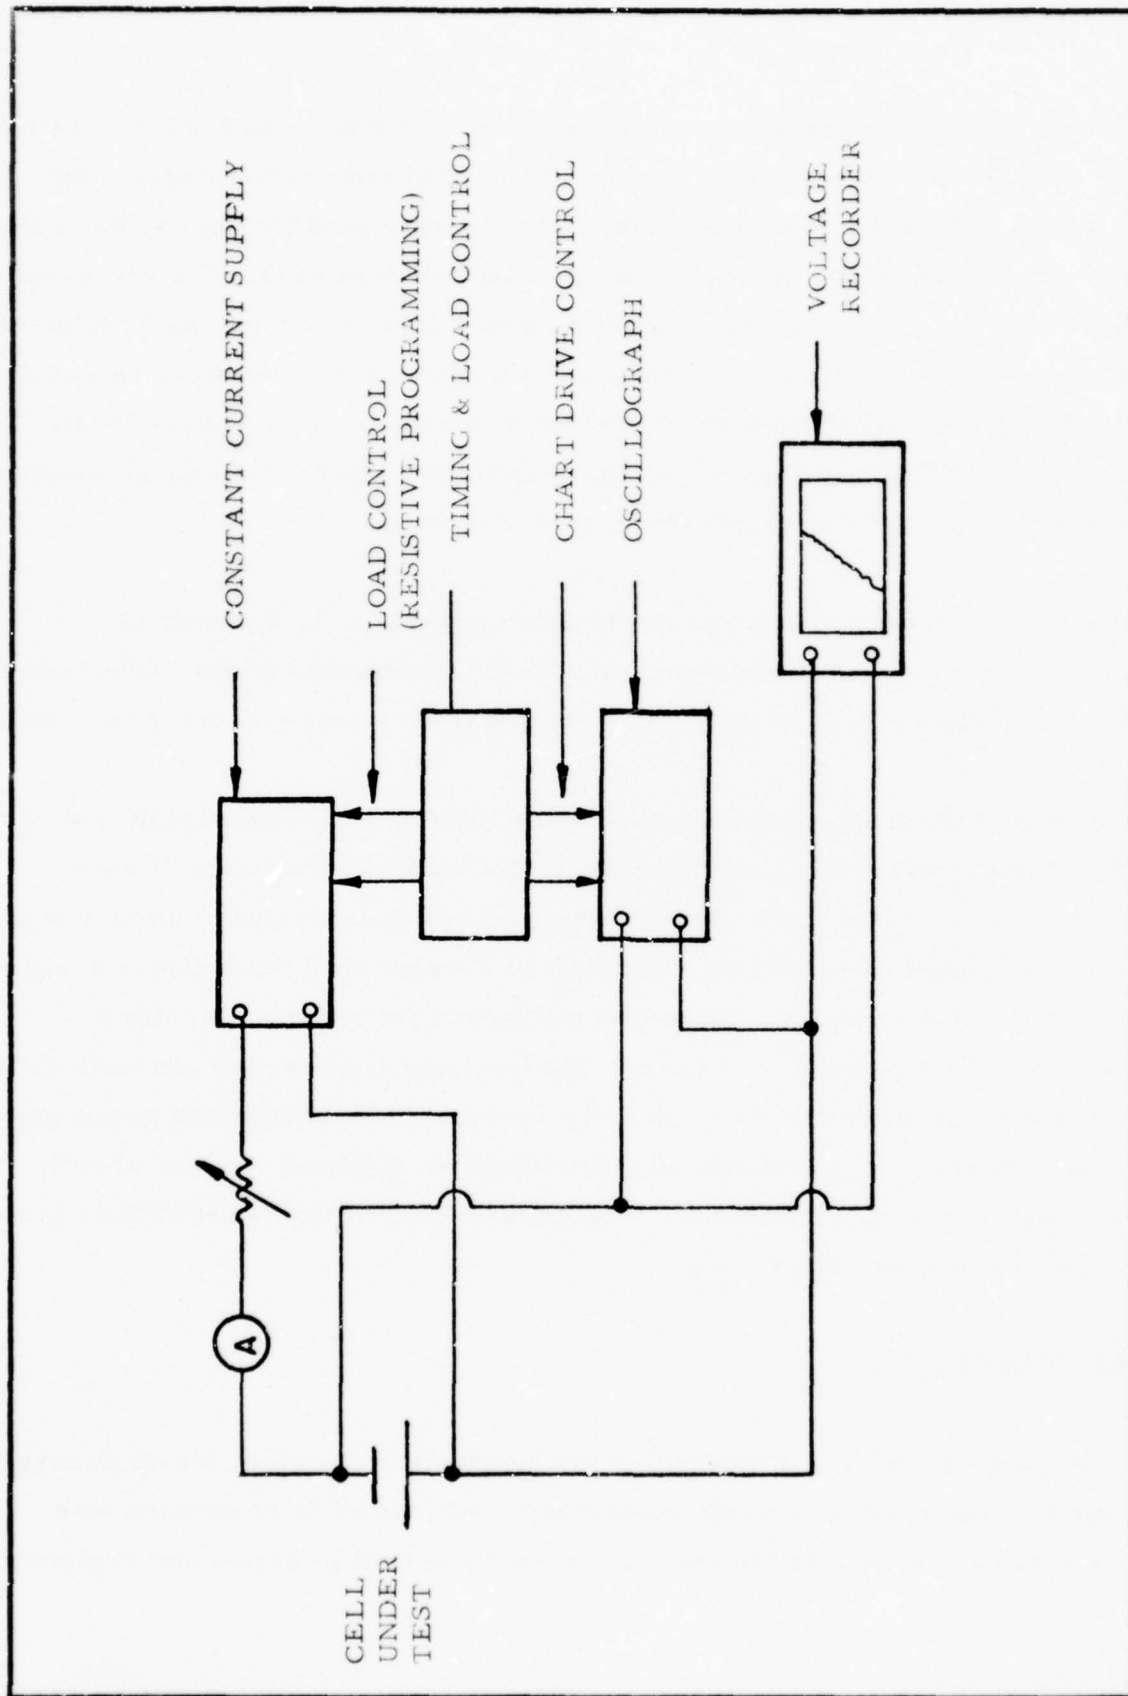 CONSTANT CURRENT SUPPLY
LOAD CONTROL
(RESISTIVE PROGRAMMING)
TIMING & LOAD CONTROL
CHART DRIVE CONTROL
OSCILLOGRAPH
VOLTAGE
RECORDER
A
CELL
UNDER
TEST